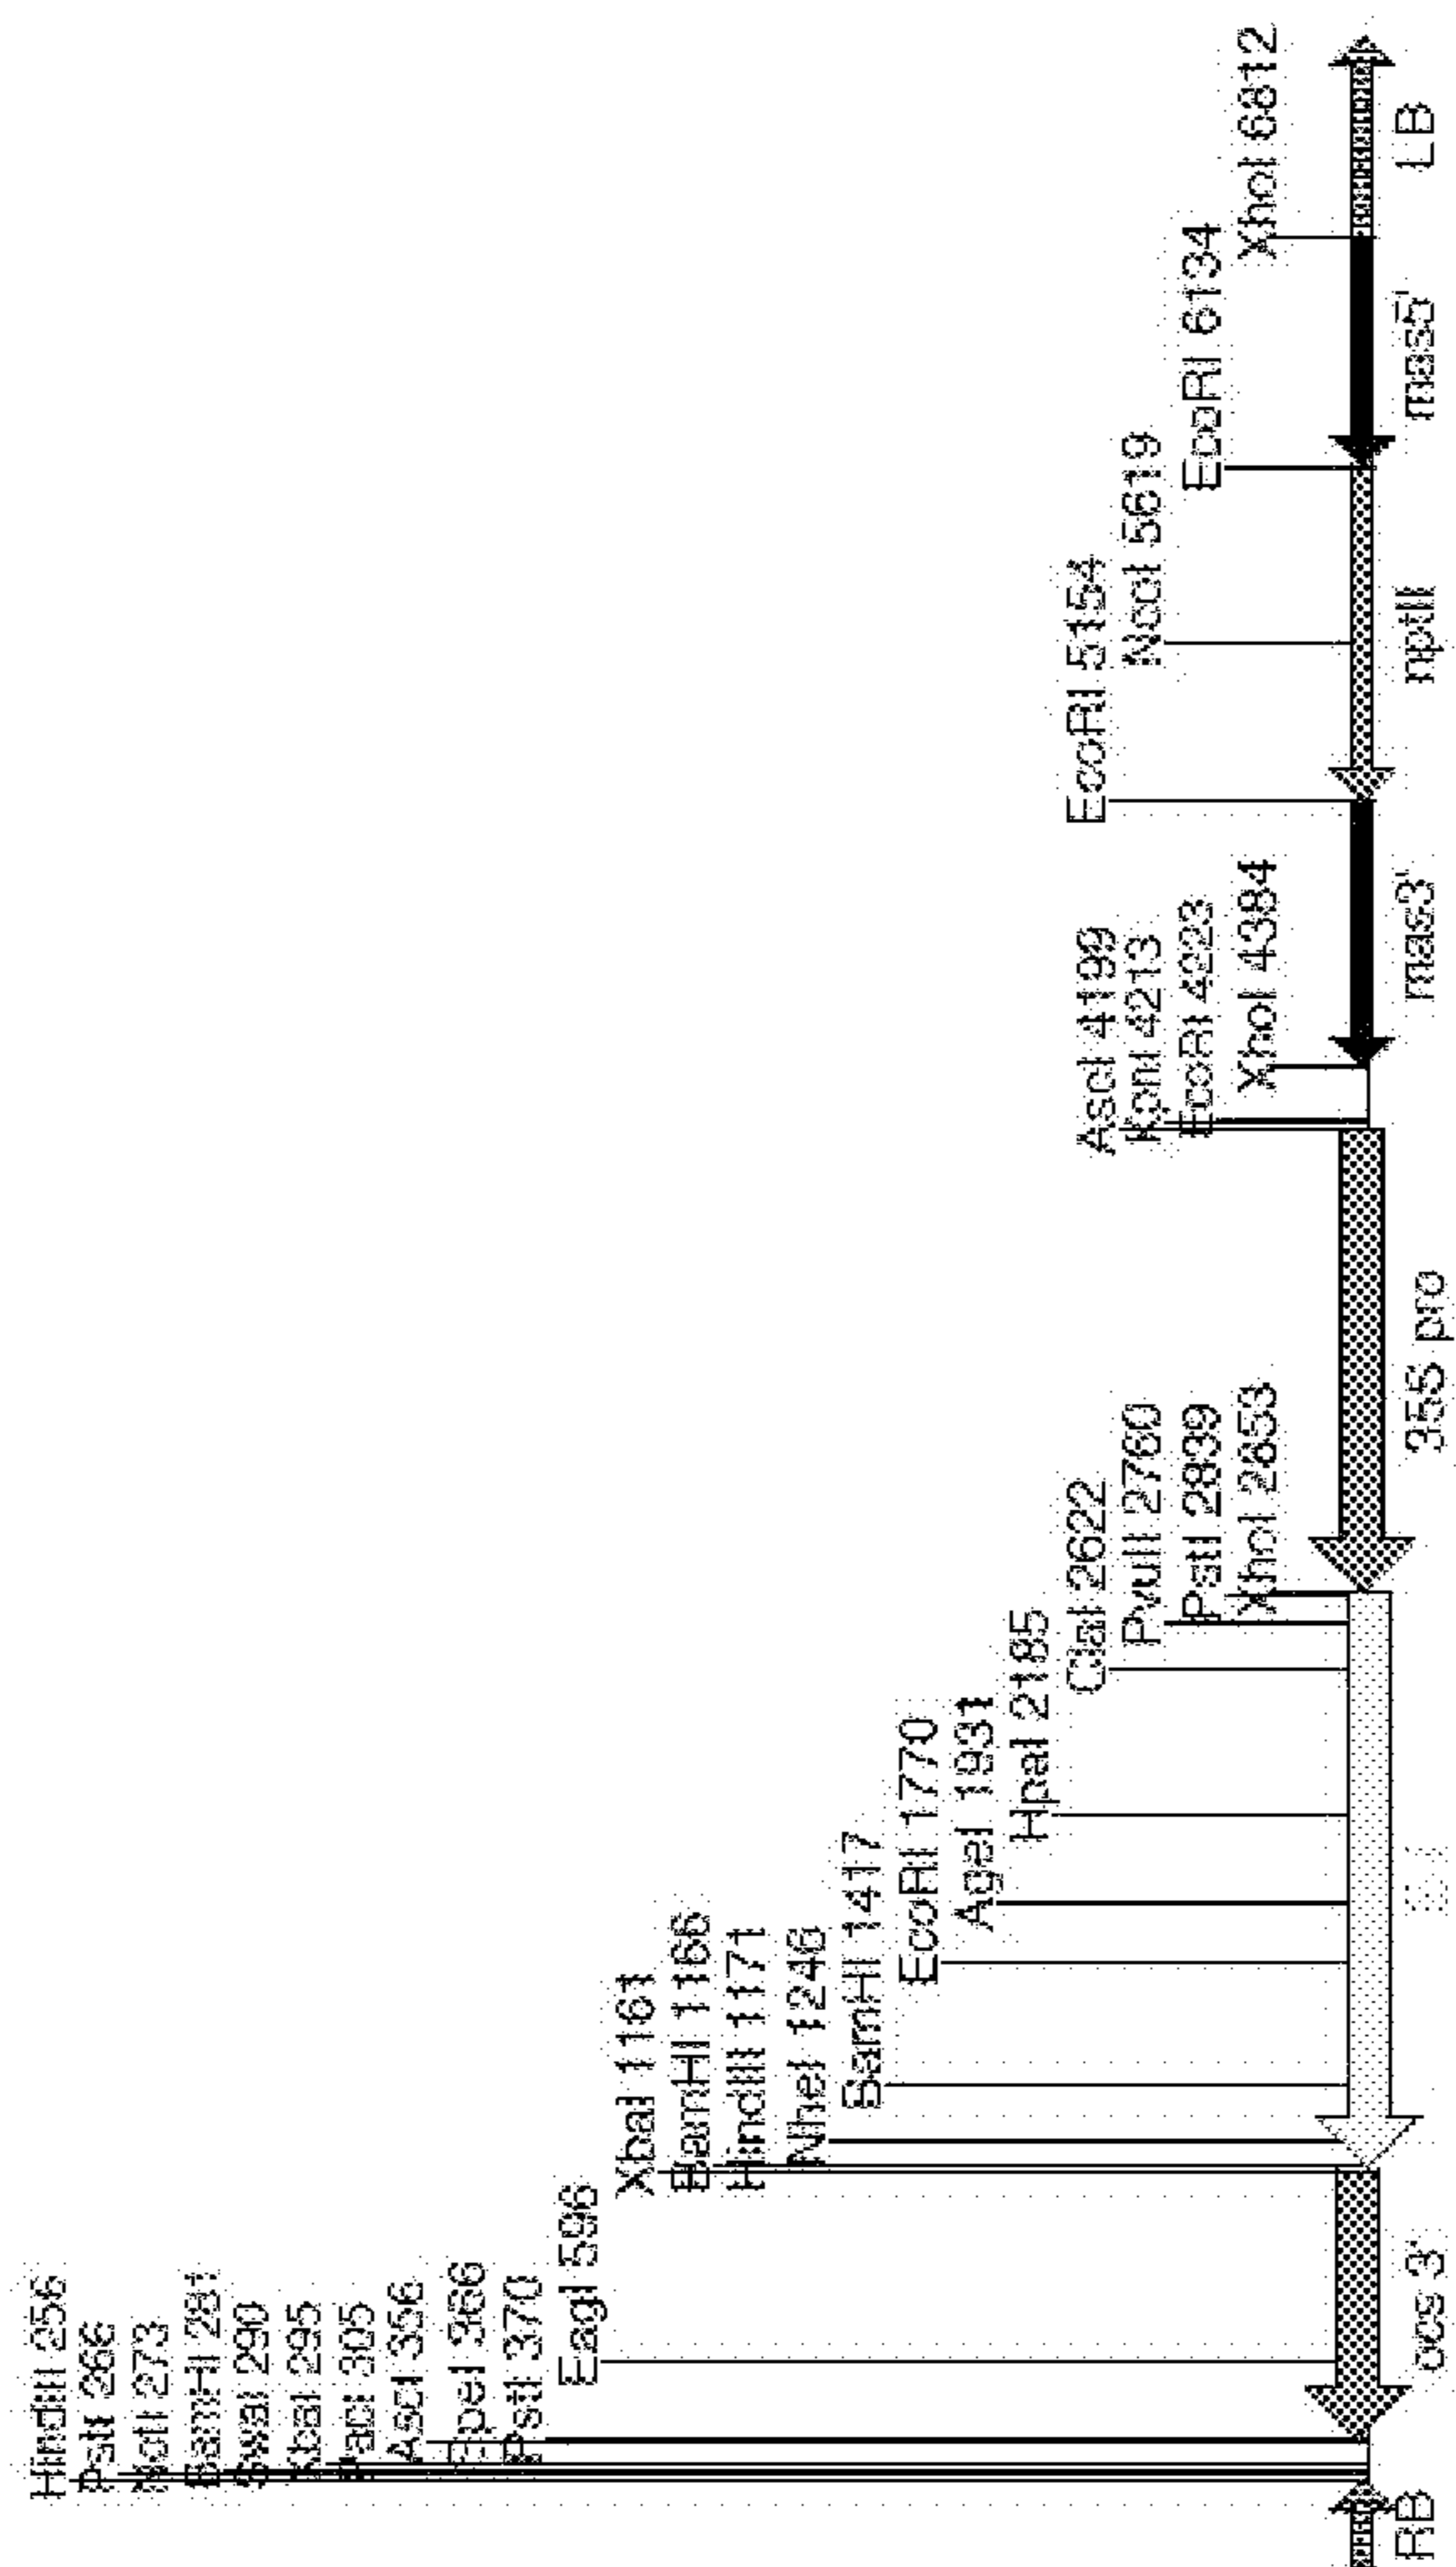 HindIII 256
PstI 266
NotI 273
BamHI 281
SwaI 290
XbaI 295
PacI 305
AscI 356
SpeI 366
PstI 370
EagI 596
XbaI 1161
BamHI 1166
HindIII 1171
NheI 1246
BamHI 1417
EcoRI 1770
AgeI 1931
HpaI 2185
ClaI 2622
PvuII 2760
PstI 2839
XhoI 2853
AscI 4199
KpnI 4213
EcoRI 4223
XhoI 4384
EcoRI 5154
NcoI 5619
EcoRI 6134
XhoI 6812
RB
ocs 3'
35S pro
mas3'
nptII
mas5'
LB